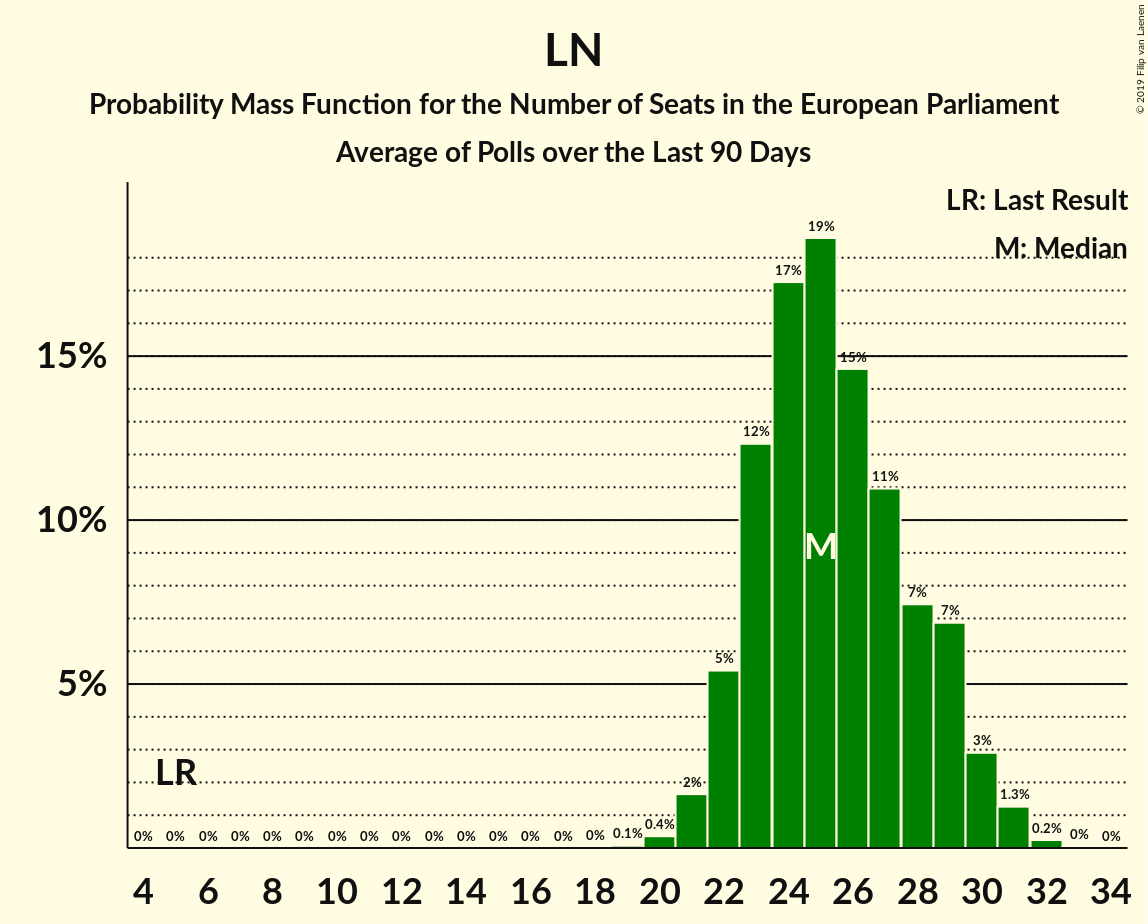 LN
Probability Mass Function for the Number of Seats in the European Parliament
Average of Polls over the Last 90 Days
© 2019 Filip van Laenen
LR: Last Result
M: Median
15%
10%
5%
0% 0% 0% 0% 0% 0% 0% 0% 0% 0% 0% 0% 0% 0% 0% 0.1% 0.4% 2% 5% 12% 17% 19% 15% 11% 7% 7% 3% 1.3% 0.2% 0% 0%
LR
M
4 6 8 10 12 14 16 18 20 22 24 26 28 30 32 34